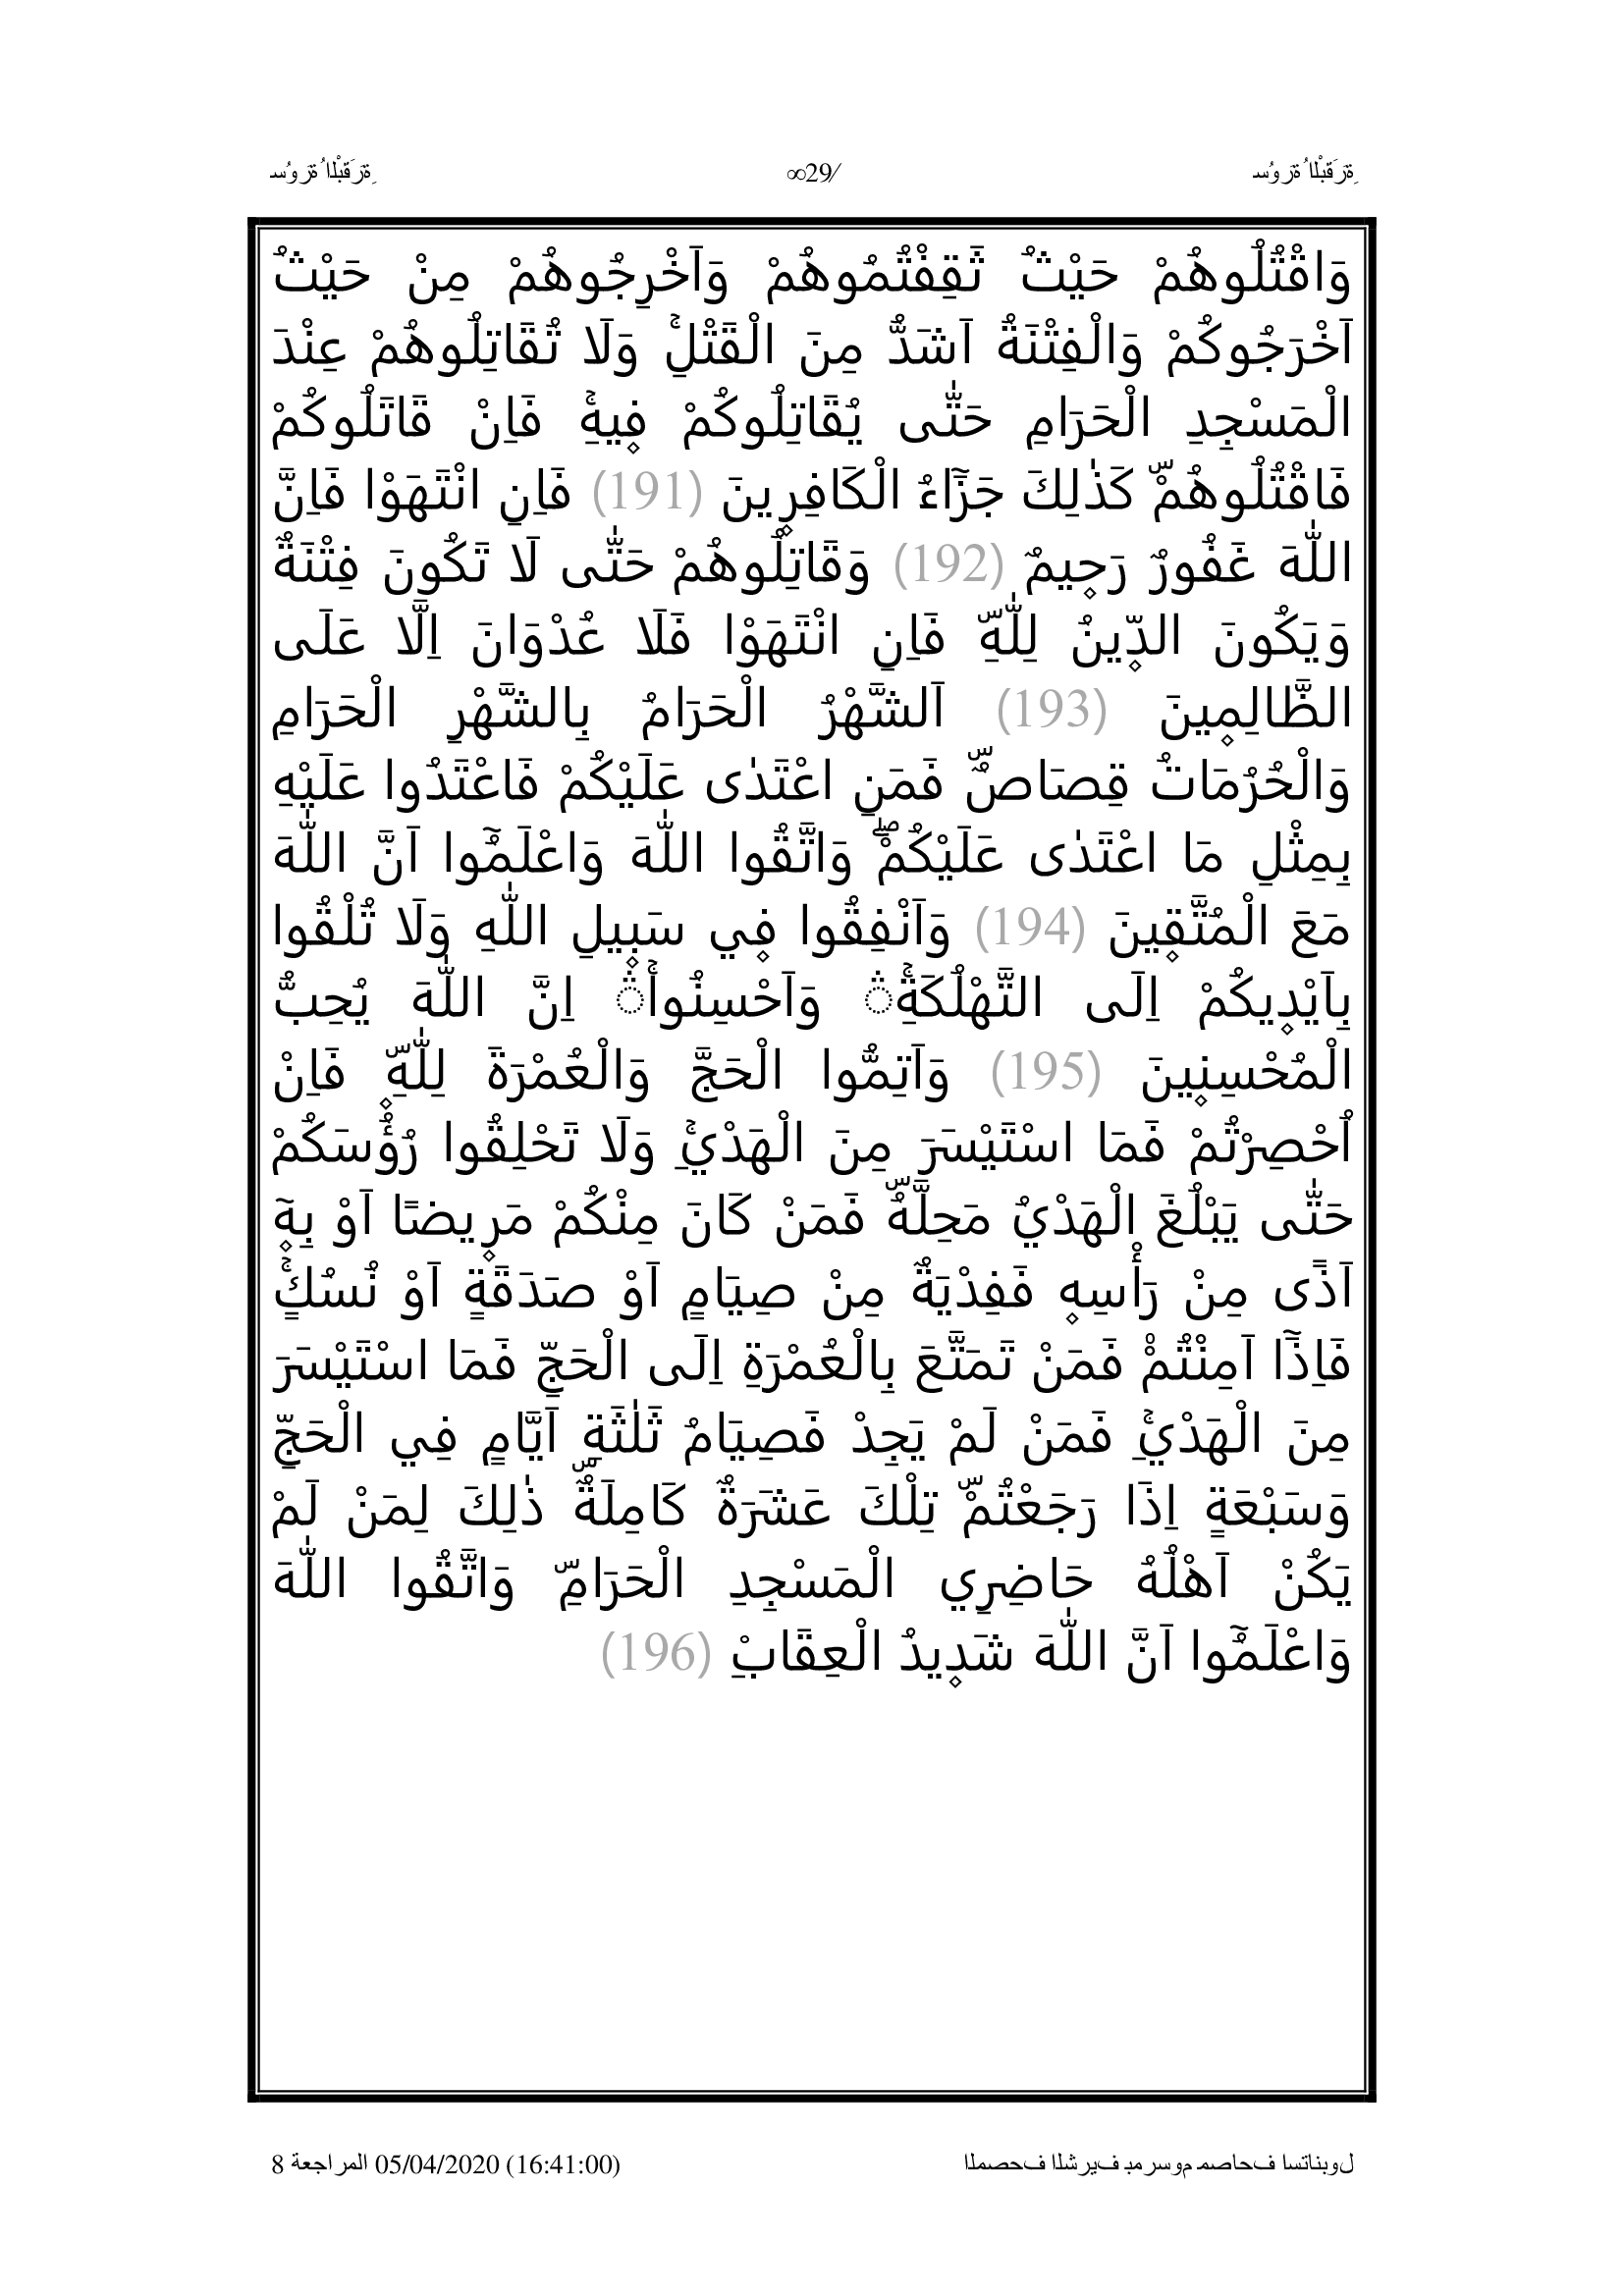 سُورَةُ الْبَقَرَةِ
∞29/
سُورَةُ الْبَقَرَةِ
وَاقْتُلُوهُمْ حَيْثُ ثَقِفْتُمُوهُمْ وَاَخْرِجُوهُمْ مِنْ حَيْثُ
اَخْرَجُوكُمْ وَالْفِتْنَةُ اَشَدُّ مِنَ الْقَتْلِۚ وَلَا تُقَاتِلُوهُمْ عِنْدَ
الْمَسْجِدِ الْحَرَامِ حَتّٰى يُقَاتِلُوكُمْ ف۪يهِۚ فَاِنْ قَاتَلُوكُمْ
فَاقْتُلُوهُمْۜ كَذٰلِكَ جَزَٓاءُ الْكَافِر۪ينَ (191) فَاِنِ انْتَهَوْا فَاِنَّ
اللّٰهَ غَفُورٌ رَح۪يمٌ (192) وَقَاتِلُوهُمْ حَتّٰى لَا تَكُونَ فِتْنَةٌ
وَيَكُونَ الدّ۪ينُ لِلّٰهِۜ فَاِنِ انْتَهَوْا فَلَا عُدْوَانَ اِلَّا عَلَى
الظَّالِم۪ينَ (193) اَلشَّهْرُ الْحَرَامُ بِالشَّهْرِ الْحَرَامِ
وَالْحُرُمَاتُ قِصَاصٌۜ فَمَنِ اعْتَدٰى عَلَيْكُمْ فَاعْتَدُوا عَلَيْهِ
بِمِثْلِ مَا اعْتَدٰى عَلَيْكُمْۖ وَاتَّقُوا اللّٰهَ وَاعْلَمُٓوا اَنَّ اللّٰهَ
مَعَ الْمُتَّق۪ينَ (194) وَاَنْفِقُوا ف۪ي سَب۪يلِ اللّٰهِ وَلَا تُلْقُوا
بِاَيْد۪يكُمْ اِلَى التَّهْلُكَةِۚۛ وَاَحْسِنُواۚۛ اِنَّ اللّٰهَ يُحِبُّ
الْمُحْسِن۪ينَ (195) وَاَتِمُّوا الْحَجَّ وَالْعُمْرَةَ لِلّٰهِۜ فَاِنْ
اُحْصِرْتُمْ فَمَا اسْتَيْسَرَ مِنَ الْهَدْيِۚ وَلَا تَحْلِقُوا رُؤُ۫سَكُمْ
حَتّٰى يَبْلُغَ الْهَدْيُ مَحِلَّهُۜ فَمَنْ كَانَ مِنْكُمْ مَر۪يضًا اَوْ بِه۪ٓ
اَذًى مِنْ رَأْسِه۪ فَفِدْيَةٌ مِنْ صِيَامٍ اَوْ صَدَقَةٍ اَوْ نُسُكٍۚ
فَاِذَٓا اَمِنْتُمْ۠ فَمَنْ تَمَتَّعَ بِالْعُمْرَةِ اِلَى الْحَجِّ فَمَا اسْتَيْسَرَ
مِنَ الْهَدْيِۚ فَمَنْ لَمْ يَجِدْ فَصِيَامُ ثَلٰثَةِ اَيَّامٍ فِي الْحَجِّ
وَسَبْعَةٍ اِذَا رَجَعْتُمْۜ تِلْكَ عَشَرَةٌ كَامِلَةٌۜ ذٰلِكَ لِمَنْ لَمْ
يَكُنْ اَهْلُهُ حَاضِرِي الْمَسْجِدِ الْحَرَامِۜ وَاتَّقُوا اللّٰهَ
وَاعْلَمُٓوا اَنَّ اللّٰهَ شَد۪يدُ الْعِقَابِ۟ (196)
المصحف الشريف بمرسوم مصاحف استانبول
المراجعة 8 05/04/2020 (16:41:00)